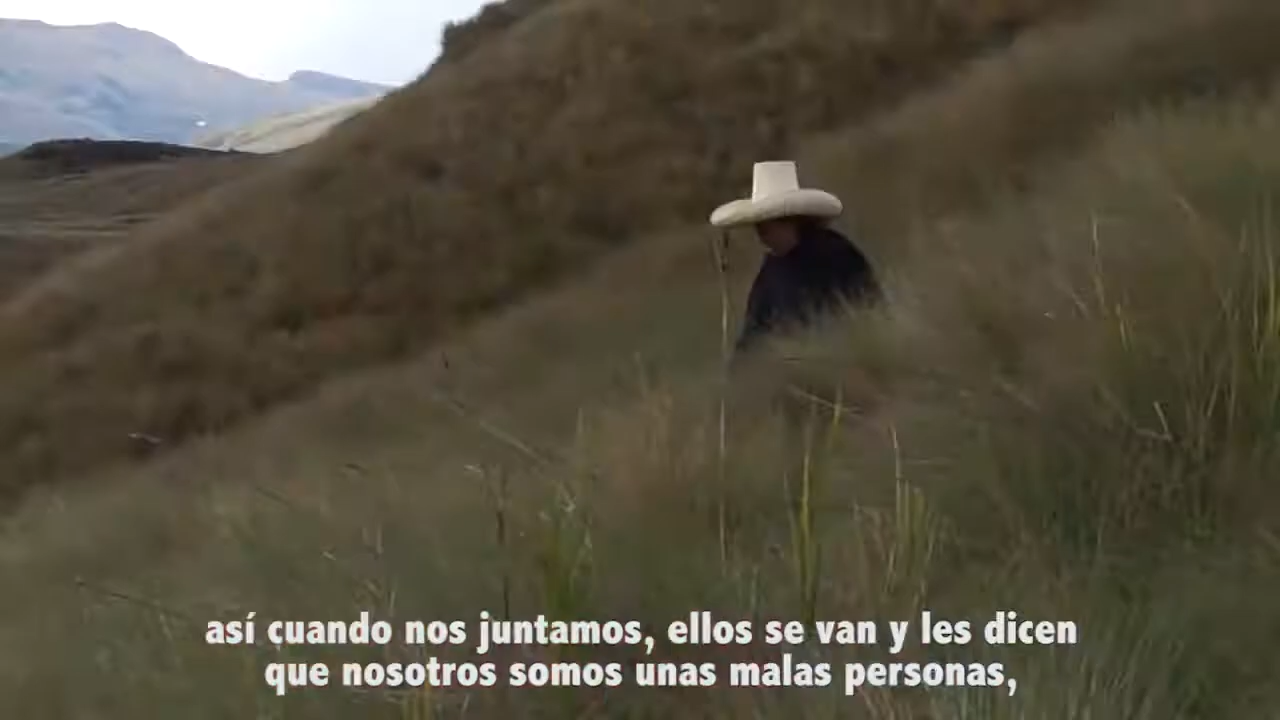 así cuando nos juntamos, ellos se van y les dicen
que nosotros somos unas malas personas,